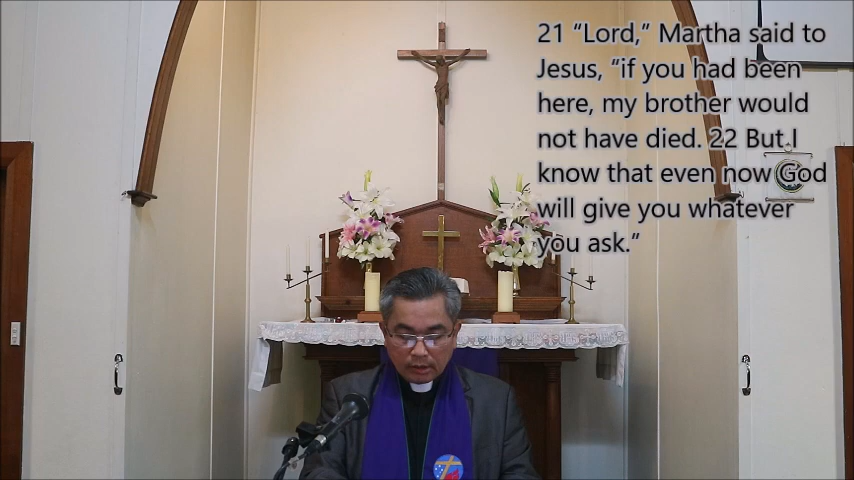 21 “Lord,” Martha said to
Jesus, “if you had been
here, my brother would
not have died. 22 But I
know that even now God
will give you whatever
you ask.”